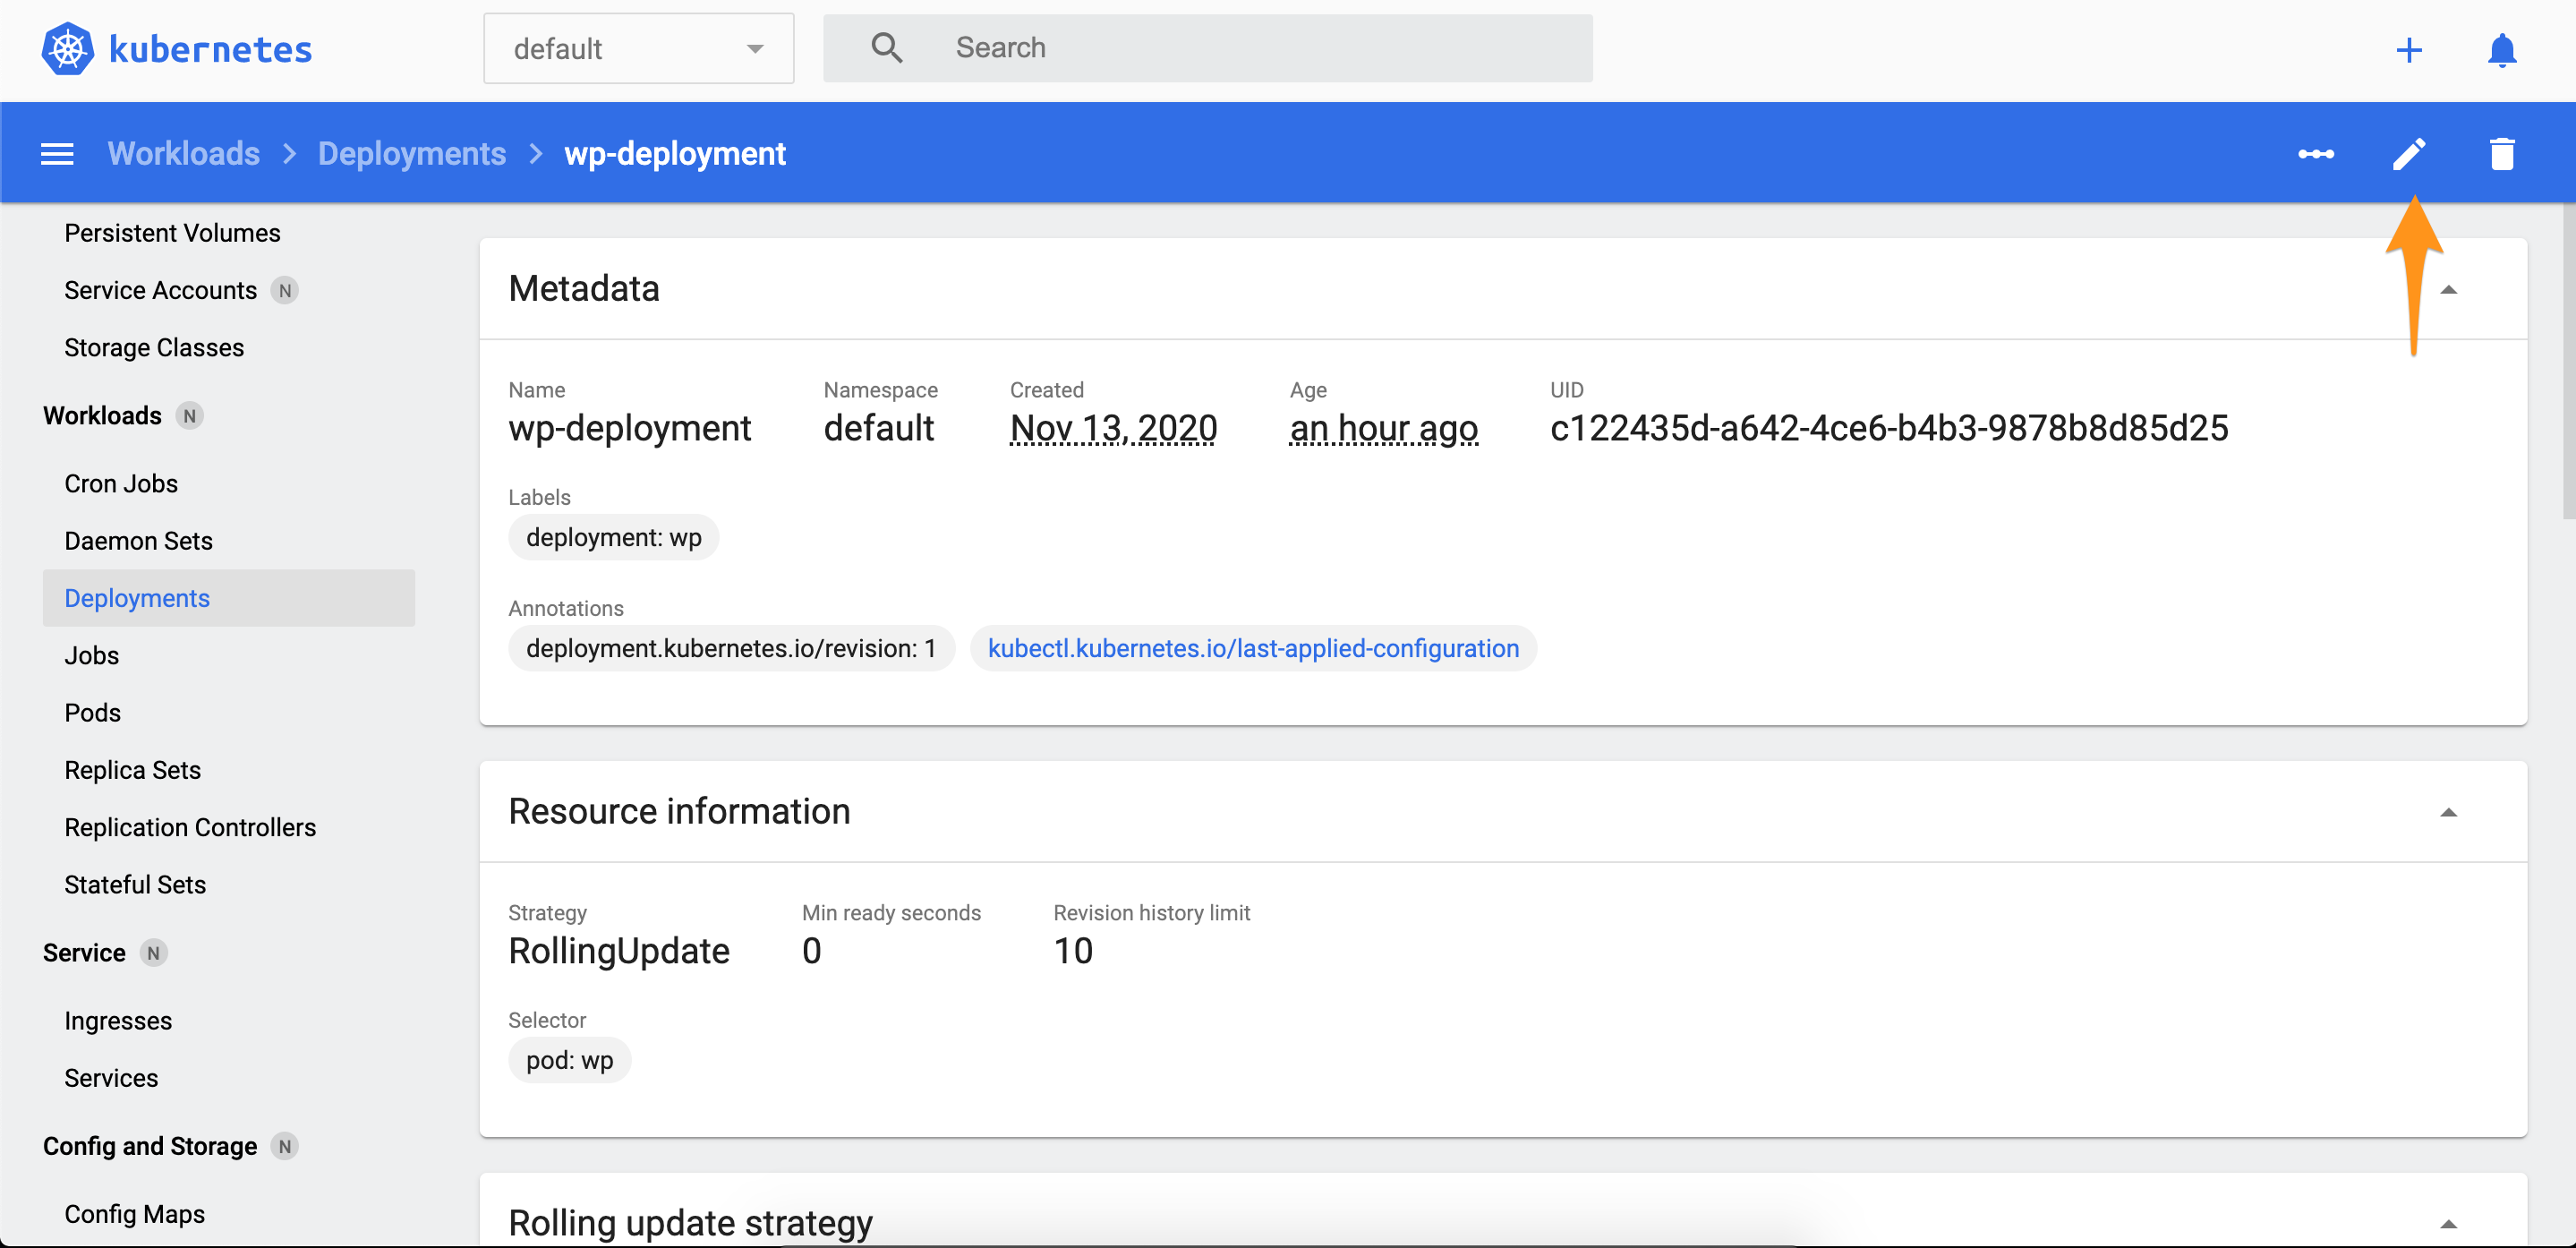 kubernetes
default
Search
Workloads
Deployments
wp-deployment
Persistent Volumes
Service Accounts N
Storage Classes
Workloads N
Cron Jobs
Daemon Sets
Deployments
Jobs
Pods
Replica Sets
Replication Controllers
Stateful Sets
Service N
Ingresses
Services
Config and Storage N
Config Maps
Metadata
Name Namespace Created Age UID
wp-deployment default Nov 13, 2020 an hour ago c122435d-a642-4ce6-b4b3-9878b8d85d25
Labels
deployment: wp
Annotations
deployment.kubernetes.io/revision: 1 kubectl.kubernetes.io/last-applied-configuration
Resource information
Strategy Min ready seconds Revision history limit
RollingUpdate 0 10
Selector
pod: wp
Rolling update strategy